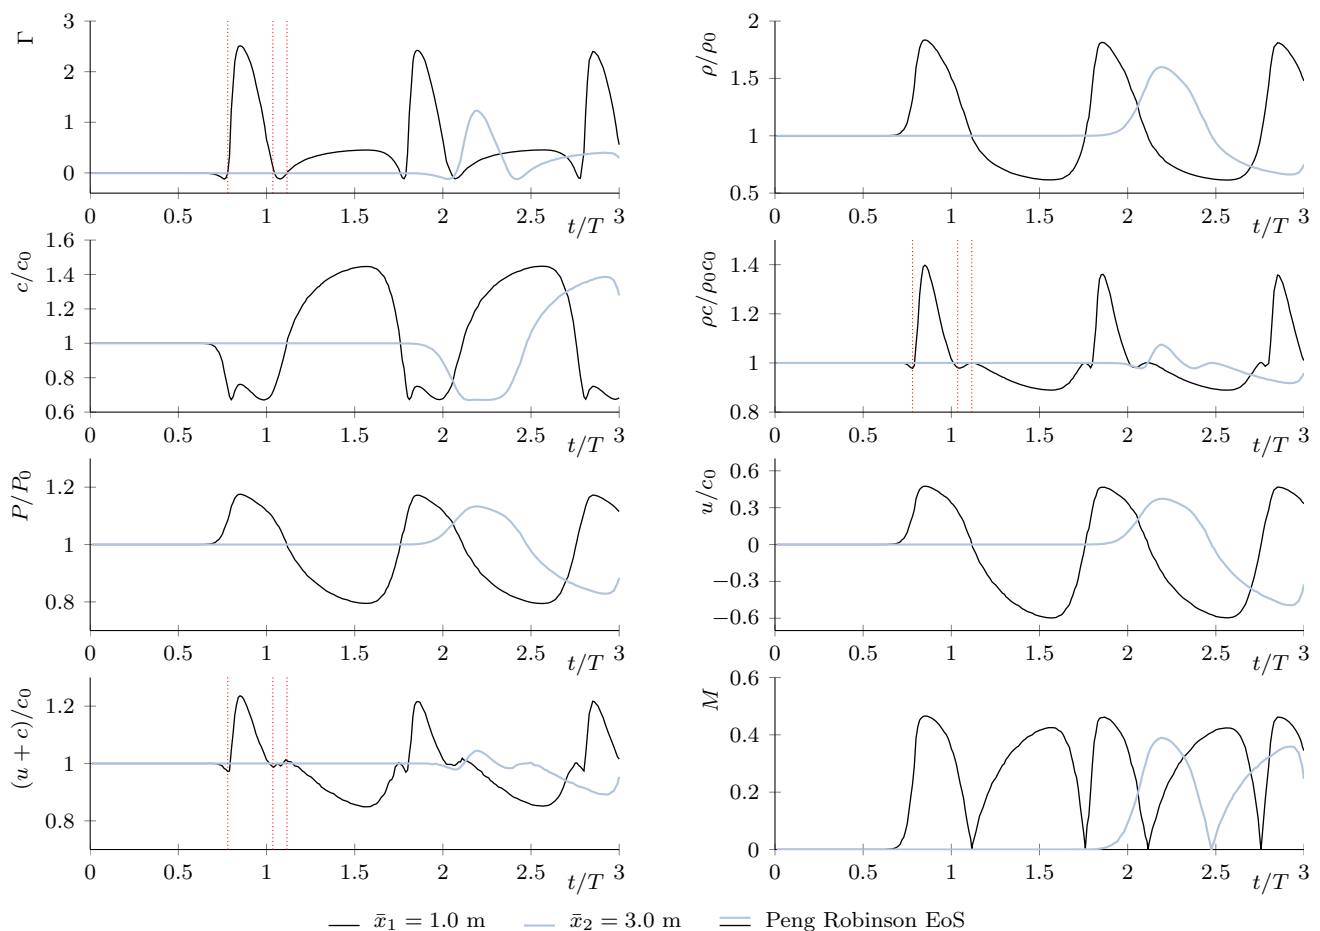 Γ
3
2
1
0
0 0.5 1 1.5 2 2.5 3
t/T
ρ/ρ0
2
1.5
1
0.5
0 0.5 1 1.5 2 2.5 3
t/T
c/c0
1.6
1.4
1.2
1
0.8
0.6
0 0.5 1 1.5 2 2.5 3
t/T
ρc/ρ0c0
1.4
1.2
1
0.8
0 0.5 1 1.5 2 2.5 3
t/T
P/P0
1.2
1
0.8
0 0.5 1 1.5 2 2.5 3
t/T
u/c0
0.6
0.3
0
−0.3
−0.6
0 0.5 1 1.5 2 2.5 3
t/T
(u + c)/c0
1.2
1
0.8
0 0.5 1 1.5 2 2.5 3
t/T
M
0.6
0.4
0.2
0
0 0.5 1 1.5 2 2.5 3
t/T
x̄1 = 1.0 m x̄2 = 3.0 m Peng Robinson EoS